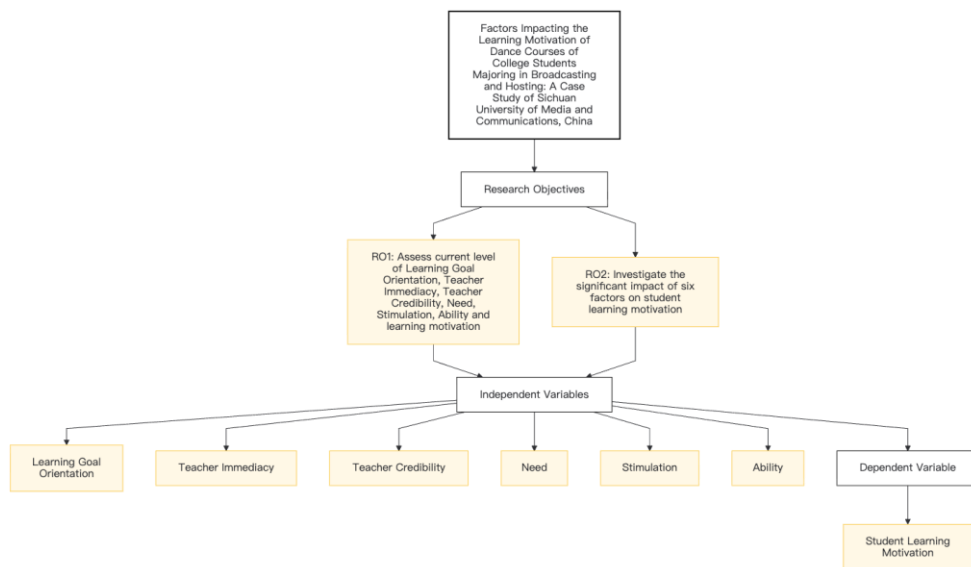 Factors Impacting the
Learning Motivation of
Dance Courses of
College Students
Majoring in Broadcasting
and Hosting: A Case
Study of Sichuan
University of Media and
Communications, China
Research Objectives
RO1: Assess current level
of Learning Goal
Orientation, Teacher
Immediacy, Teacher
Credibility, Need,
Stimulation, Ability and
learning motivation
RO2: Investigate the
significant impact of six
factors on student
learning motivation
Independent Variables
Learning Goal
Orientation
Teacher Immediacy
Teacher Credibility
Need
Stimulation
Ability
Dependent Variable
Student Learning
Motivation